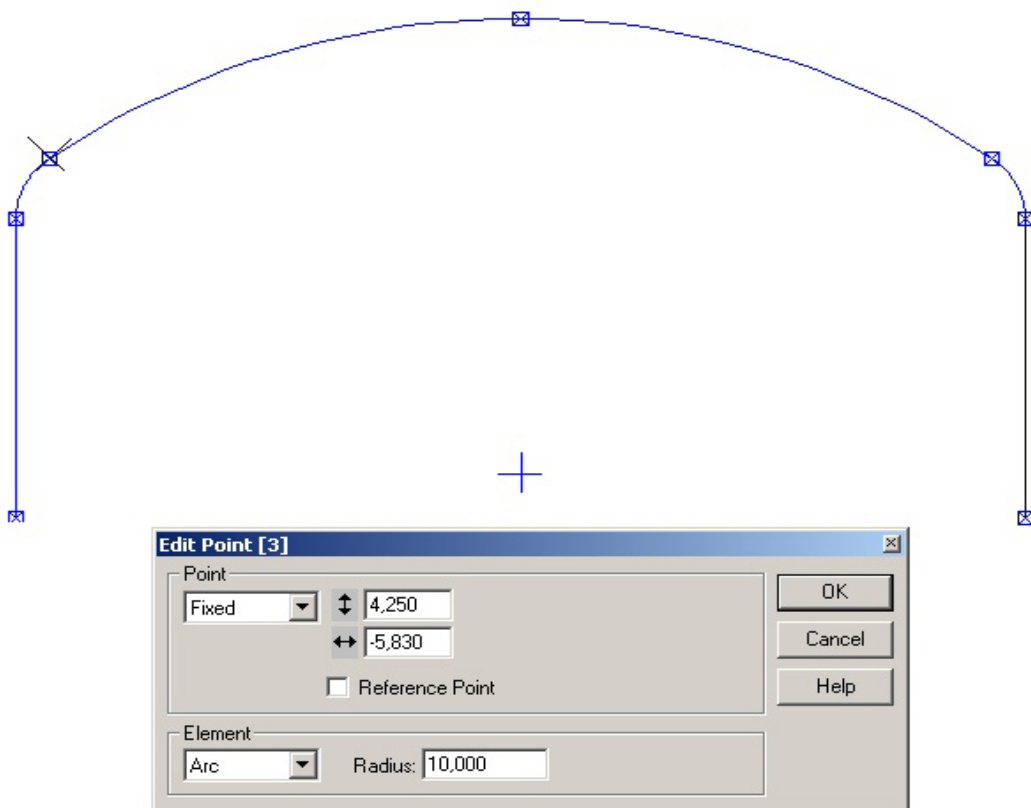 Edit Point [3]
Point
Fixed
4,250
-5,830
Reference Point
Element
Arc
Radius: 10,000
OK
Cancel
Help